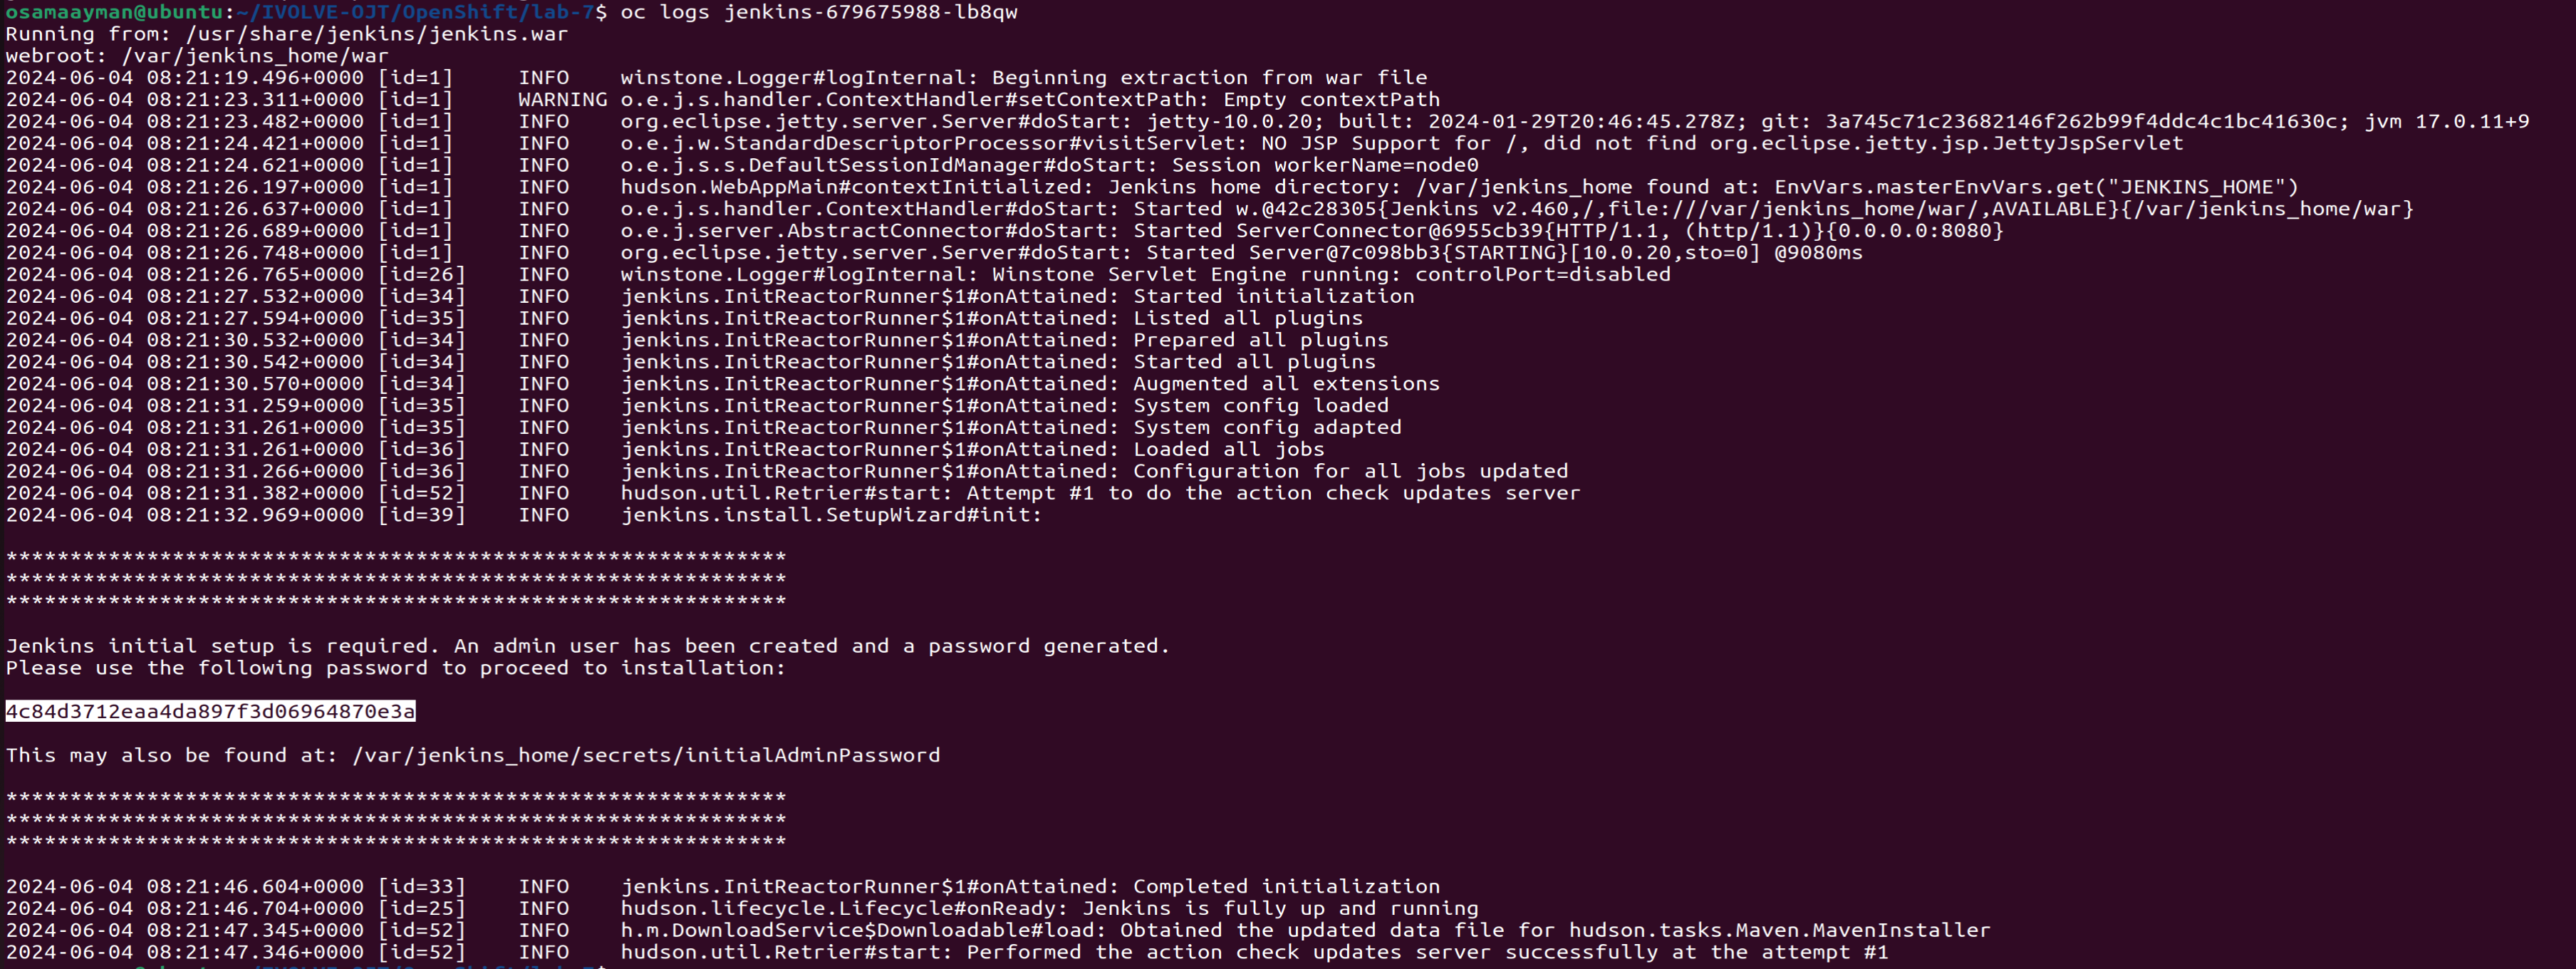 osamaayman@ubuntu:~/IVOLVE-OJT/OpenShift/lab-7$ oc logs jenkins-679675988-lb8qw
Running from: /usr/share/jenkins/jenkins.war
webroot: /var/jenkins_home/war
2024-06-04 08:21:19.496+0000 [id=1]	INFO	winstone.Logger#logInternal: Beginning extraction from war file
2024-06-04 08:21:23.311+0000 [id=1]	WARNING	o.e.j.s.handler.ContextHandler#setContextPath: Empty contextPath
2024-06-04 08:21:23.482+0000 [id=1]	INFO	org.eclipse.jetty.server.Server#doStart: jetty-10.0.20; built: 2024-01-29T20:46:45.278Z; git: 3a745c71c23682146f262b99f4ddc4c1bc41630c; jvm 17.0.11+9
2024-06-04 08:21:24.421+0000 [id=1]	INFO	o.e.j.w.StandardDescriptorProcessor#visitServlet: NO JSP Support for /, did not find org.eclipse.jetty.jsp.JettyJspServlet
2024-06-04 08:21:24.621+0000 [id=1]	INFO	o.e.j.s.s.DefaultSessionIdManager#doStart: Session workerName=node0
2024-06-04 08:21:26.197+0000 [id=1]	INFO	hudson.WebAppMain#contextInitialized: Jenkins home directory: /var/jenkins_home found at: EnvVars.masterEnvVars.get("JENKINS_HOME")
2024-06-04 08:21:26.637+0000 [id=1]	INFO	o.e.j.s.handler.ContextHandler#doStart: Started w.@42c28305{Jenkins v2.460,/,file:///var/jenkins_home/war/,AVAILABLE}{/var/jenkins_home/war}
2024-06-04 08:21:26.689+0000 [id=1]	INFO	o.e.j.server.AbstractConnector#doStart: Started ServerConnector@6955cb39{HTTP/1.1, (http/1.1)}{0.0.0.0:8080}
2024-06-04 08:21:26.748+0000 [id=1]	INFO	org.eclipse.jetty.server.Server#doStart: Started Server@7c098bb3{STARTING}[10.0.20,sto=0] @9080ms
2024-06-04 08:21:26.765+0000 [id=26]	INFO	winstone.Logger#logInternal: Winstone Servlet Engine running: controlPort=disabled
2024-06-04 08:21:27.532+0000 [id=34]	INFO	jenkins.InitReactorRunner$1#onAttained: Started initialization
2024-06-04 08:21:27.594+0000 [id=35]	INFO	jenkins.InitReactorRunner$1#onAttained: Listed all plugins
2024-06-04 08:21:30.532+0000 [id=34]	INFO	jenkins.InitReactorRunner$1#onAttained: Prepared all plugins
2024-06-04 08:21:30.542+0000 [id=34]	INFO	jenkins.InitReactorRunner$1#onAttained: Started all plugins
2024-06-04 08:21:30.570+0000 [id=34]	INFO	jenkins.InitReactorRunner$1#onAttained: Augmented all extensions
2024-06-04 08:21:31.259+0000 [id=35]	INFO	jenkins.InitReactorRunner$1#onAttained: System config loaded
2024-06-04 08:21:31.261+0000 [id=35]	INFO	jenkins.InitReactorRunner$1#onAttained: System config adapted
2024-06-04 08:21:31.261+0000 [id=36]	INFO	jenkins.InitReactorRunner$1#onAttained: Loaded all jobs
2024-06-04 08:21:31.266+0000 [id=36]	INFO	jenkins.InitReactorRunner$1#onAttained: Configuration for all jobs updated
2024-06-04 08:21:31.382+0000 [id=52]	INFO	hudson.util.Retrier#start: Attempt #1 to do the action check updates server
2024-06-04 08:21:32.969+0000 [id=39]	INFO	jenkins.install.SetupWizard#init:
*************************************************************
*************************************************************
*************************************************************
Jenkins initial setup is required. An admin user has been created and a password generated.
Please use the following password to proceed to installation:
4c84d3712eaa4da897f3d06964870e3a
This may also be found at: /var/jenkins_home/secrets/initialAdminPassword
*************************************************************
*************************************************************
*************************************************************
2024-06-04 08:21:46.604+0000 [id=33]	INFO	jenkins.InitReactorRunner$1#onAttained: Completed initialization
2024-06-04 08:21:46.704+0000 [id=25]	INFO	hudson.lifecycle.Lifecycle#onReady: Jenkins is fully up and running
2024-06-04 08:21:47.345+0000 [id=52]	INFO	h.m.DownloadService$Downloadable#load: Obtained the updated data file for hudson.tasks.Maven.MavenInstaller
2024-06-04 08:21:47.346+0000 [id=52]	INFO	hudson.util.Retrier#start: Performed the action check updates server successfully at the attempt #1